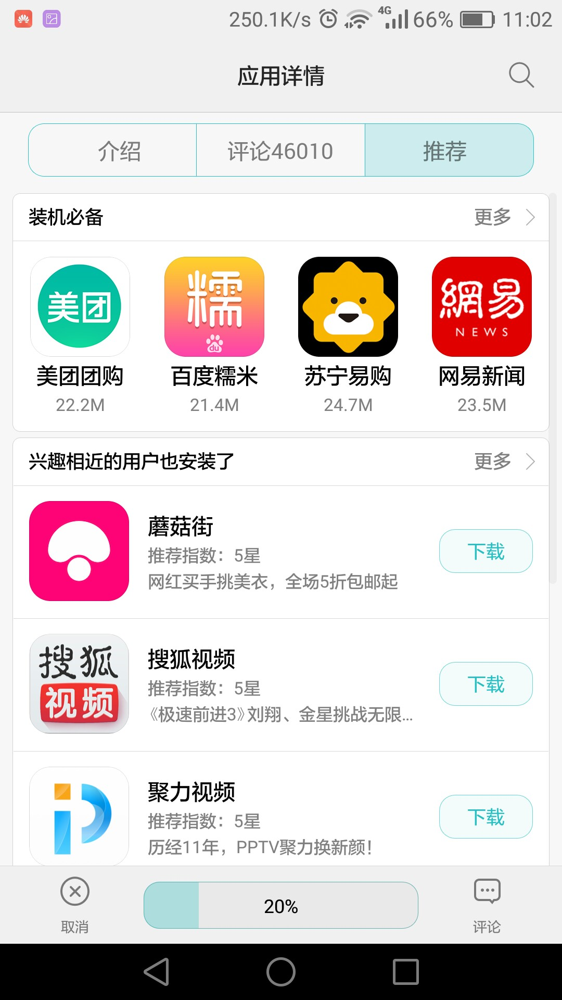 250.1K/s 4G 66% 11:02
应用详情
介绍 评论46010 推荐
装机必备 更多
美团 糯 du 網易 NEWS
美团团购 百度糯米 苏宁易购 网易新闻
22.2M 21.4M 24.7M 23.5M
兴趣相近的用户也安装了 更多
蘑菇街
推荐指数：5星
网红买手挑美衣，全场5折包邮起
下载
搜狐
视频
搜狐视频
推荐指数：5星
《极速前进3》刘翔、金星挑战无限...
下载
聚力视频
推荐指数：5星
历经11年，PPTV聚力换新颜！
下载
20%
取消 评论